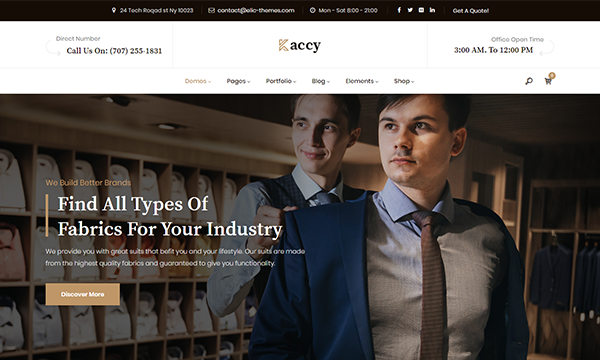 24 Tech Roqad st Ny 10023 contact@elic-themes.com Mon - Sat 8:00 - 21:00 Get A Quote!
Direct Number
Call Us On: (707) 255-1831
Kaccy
Office Open Time
3:00 AM. To 12:00 PM
Demos Pages Portfolio Blog Elements Shop
0
We Build Better Brands
Find All Types Of
Fabrics For Your Industry
We provide you with great suits that befit you and your lifestyle. Our suits are made
from the highest quality fabrics and guaranteed to give you functionality.
Discover More